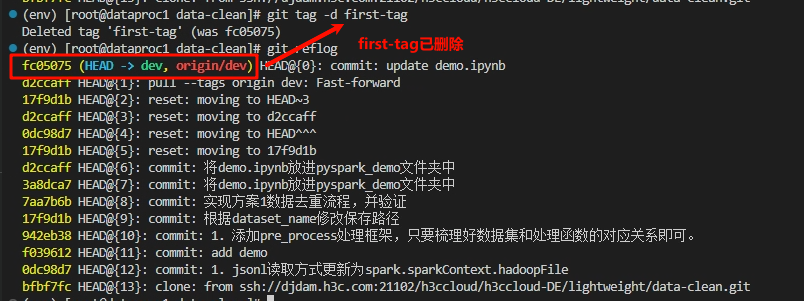 bfbf7fc HEAD@{13}: clone: from ssh://djdam.h3c.com:21102/h3ccloud/h3ccloud-DE/lightweight/data-clean.git
(env) [root@dataproc1 data-clean]# git tag -d first-tag
Deleted tag 'first-tag' (was fc05075)
(env) [root@dataproc1 data-clean]# git reflog
first-tag已删除
fc05075 (HEAD -> dev, origin/dev) HEAD@{0}: commit: update demo.ipynb
d2ccaff HEAD@{1}: pull --tags origin dev: Fast-forward
17f9d1b HEAD@{2}: reset: moving to HEAD~3
d2ccaff HEAD@{3}: reset: moving to d2ccaff
0dc98d7 HEAD@{4}: reset: moving to HEAD^^^
17f9d1b HEAD@{5}: reset: moving to 17f9d1b
d2ccaff HEAD@{6}: commit: 将demo.ipynb放进pyspark_demo文件夹中
3a8dca7 HEAD@{7}: commit: 将demo.ipynb放进pyspark_demo文件夹中
7aa7b6b HEAD@{8}: commit: 实现方案1数据去重流程，并验证
17f9d1b HEAD@{9}: commit: 根据dataset_name修改保存路径
942eb38 HEAD@{10}: commit: 1. 添加pre_process处理框架，只要梳理好数据集和处理函数的对应关系即可。
f039612 HEAD@{11}: commit: add demo
0dc98d7 HEAD@{12}: commit: 1. jsonl读取方式更新为spark.sparkContext.hadoopFile
bfbf7fc HEAD@{13}: clone: from ssh://djdam.h3c.com:21102/h3ccloud/h3ccloud-DE/lightweight/data-clean.git
(env) [root@dataproc1 data-clean]#